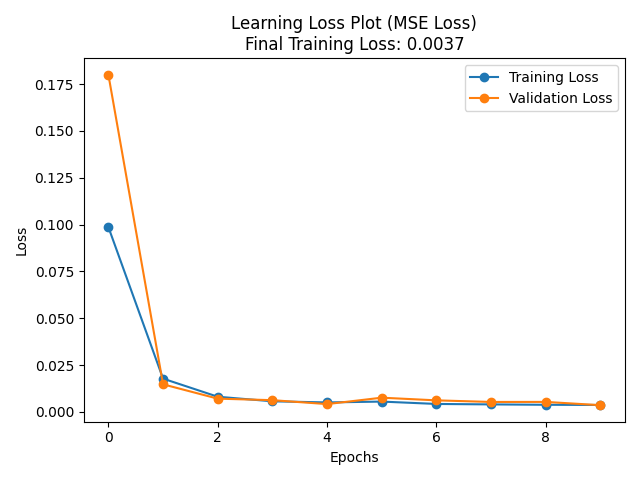 Learning Loss Plot (MSE Loss)
Final Training Loss: 0.0037
Training Loss
Validation Loss
0.175
0.150
0.125
0.100
0.075
0.050
0.025
0.000
Loss
0 2 4 6 8
Epochs